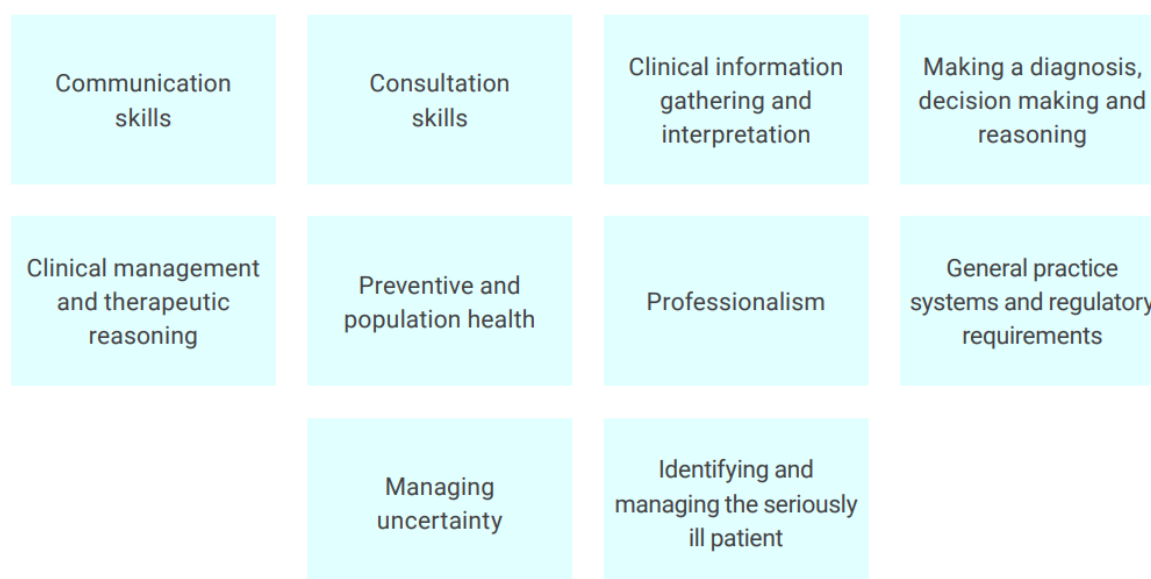 Communication
skills
Consultation
skills
Clinical information
gathering and
interpretation
Making a diagnosis,
decision making and
reasoning
Clinical management
and therapeutic
reasoning
Preventive and
population health
Professionalism
General practice
systems and regulatory
requirements
Managing
uncertainty
Identifying and
managing the seriously
ill patient